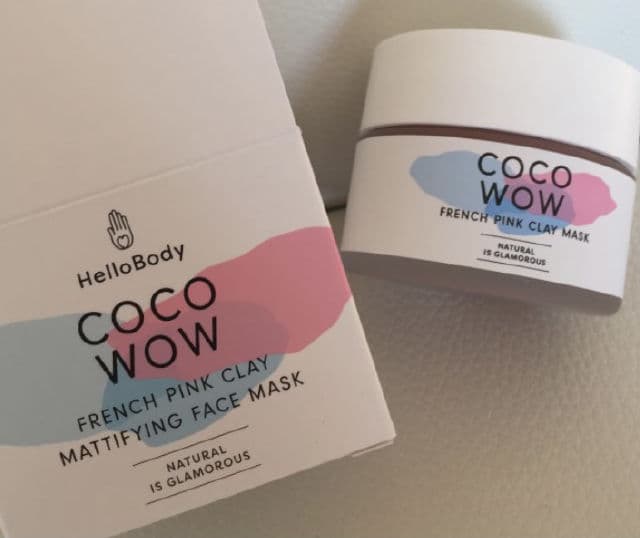 HelloBody
COCO
WOW
FRENCH PINK CLAY
MATTIFYING FACE MASK
NATURAL
IS GLAMOROUS
COCO
WOW
FRENCH PINK CLAY MASK
NATURAL
IS GLAMOROUS